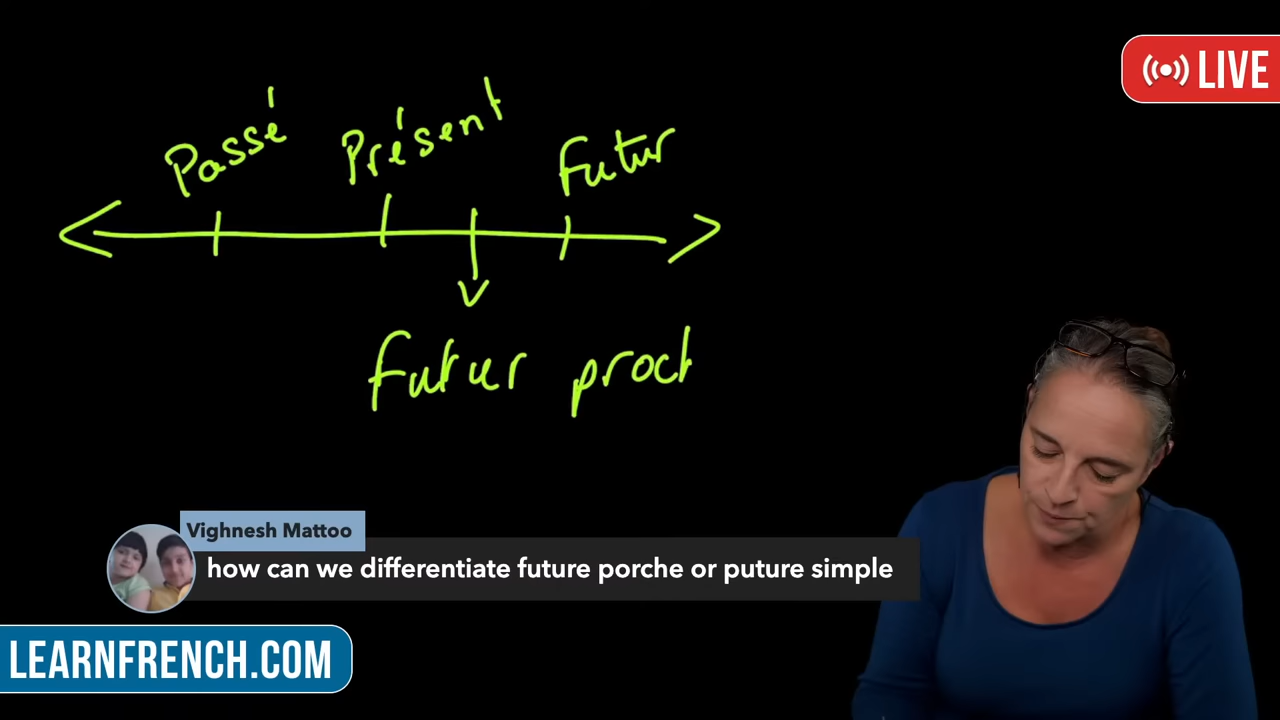 LIVE
Passé Présent Futur
Futur proch
Vighnesh Mattoo
how can we differentiate future porche or puture simple
LEARNFRENCH.COM